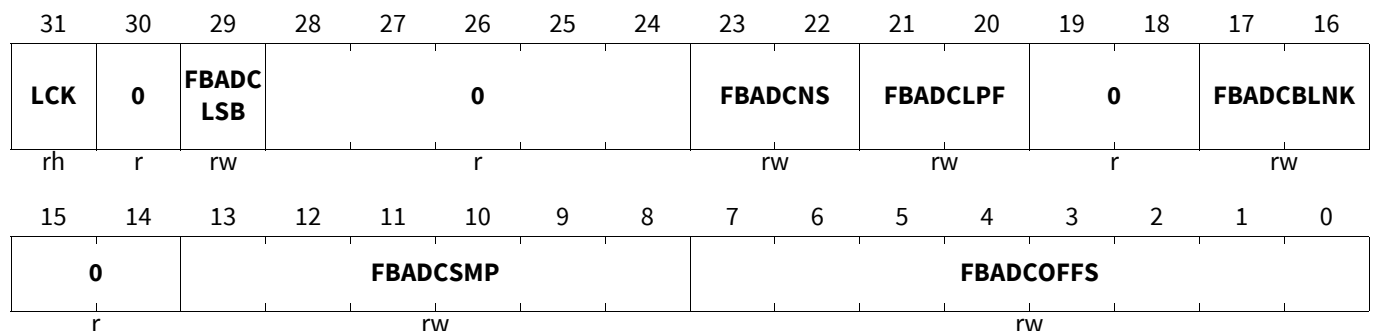 31 30 29 28 27 26 25 24 23 22 21 20 19 18 17 16
LCK 0 FBADC LSB 0 FBADCNS FBADCLPF 0 FBADCBLNK
rh r rw r rw rw r rw
15 14 13 12 11 10 9 8 7 6 5 4 3 2 1 0
0 FBADCSMP FBADCOFFS
r rw rw